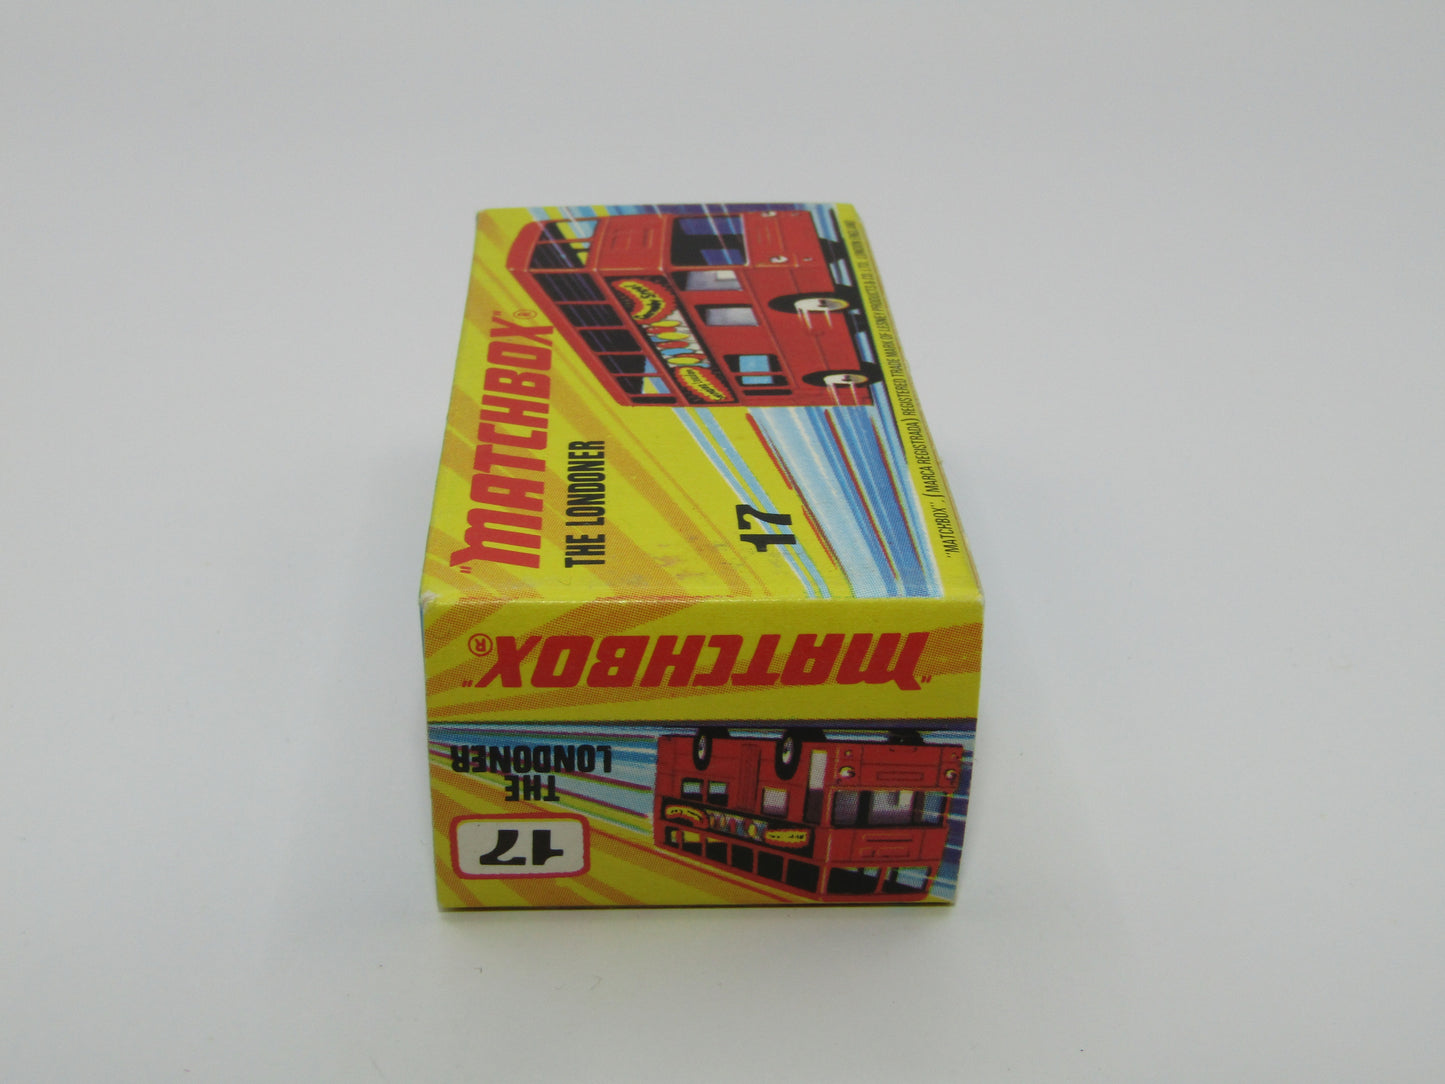 "MATCHBOX"®
THE LONDONER
17
"MATCHBOX", (MARCA REGISTRADA) REGISTERED TRADE MARK OF LESNEY PRODUCTS & CO. LTD. LONDON ENGLAND
"MATCHBOX"®
THE
LONDONER
17